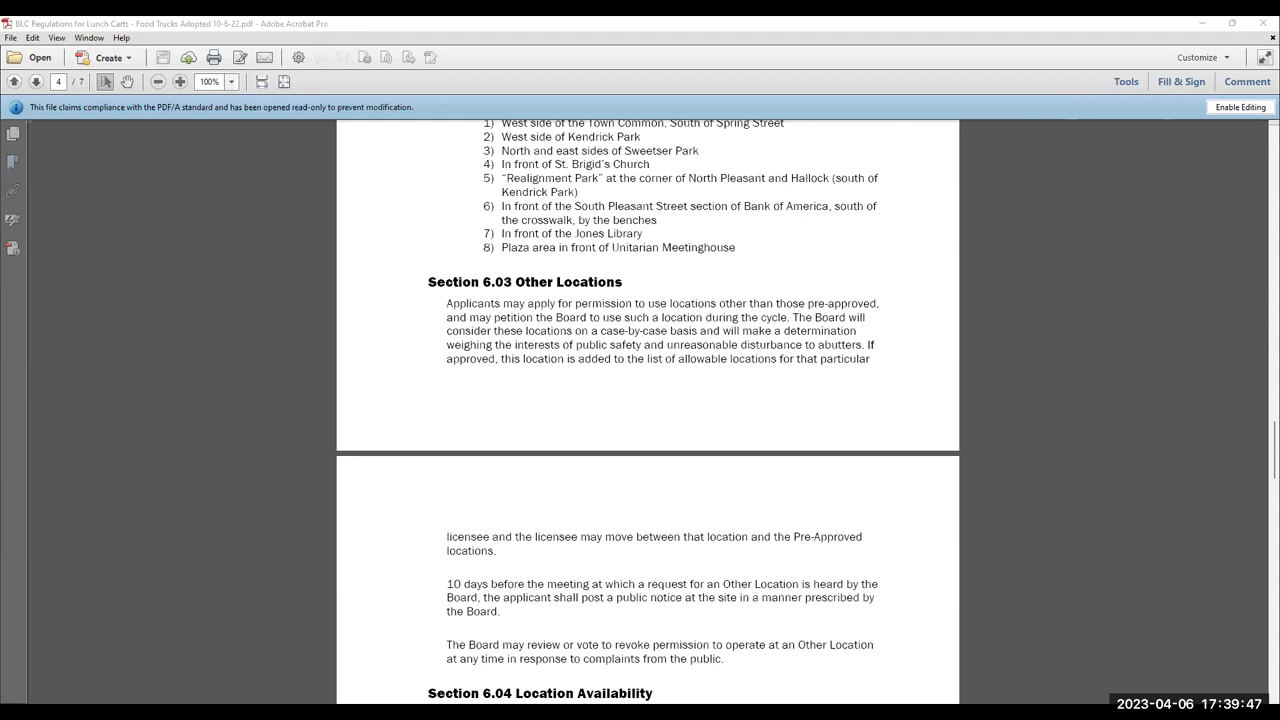 BLC Regulations for Lunch Carts - Food Trucks Adopted 10-6-22.pdf - Adobe Acrobat Pro
File Edit View Window Help
Open Create Customize
4 / 7 100% Tools Fill & Sign Comment
This file claims compliance with the PDF/A standard and has been opened read-only to prevent modification. Enable Editing
1) West side of the Town Common, South of Spring Street
2) West side of Kendrick Park
3) North and east sides of Sweetser Park
4) In front of St. Brigid's Church
5) “Realignment Park” at the corner of North Pleasant and Hallock (south of
Kendrick Park)
6) In front of the South Pleasant Street section of Bank of America, south of
the crosswalk, by the benches
7) In front of the Jones Library
8) Plaza area in front of Unitarian Meetinghouse
Section 6.03 Other Locations
Applicants may apply for permission to use locations other than those pre-approved,
and may petition the Board to use such a location during the cycle. The Board will
consider these locations on a case-by-case basis and will make a determination
weighing the interests of public safety and unreasonable disturbance to abutters. If
approved, this location is added to the list of allowable locations for that particular
licensee and the licensee may move between that location and the Pre-Approved
locations.
10 days before the meeting at which a request for an Other Location is heard by the
Board, the applicant shall post a public notice at the site in a manner prescribed by
the Board.
The Board may review or vote to revoke permission to operate at an Other Location
at any time in response to complaints from the public.
Section 6.04 Location Availability
2023-04-06 17:39:47